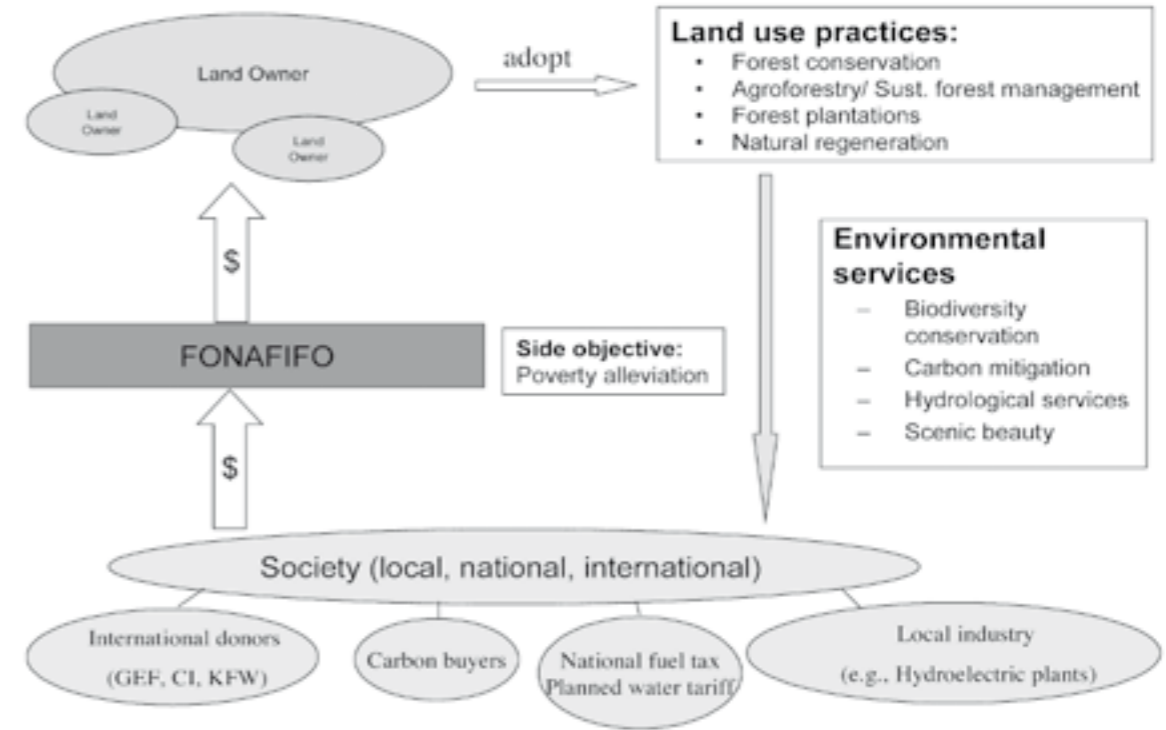 Land Owner
Land
Owner
Land
Owner
adopt
Land use practices:
• Forest conservation
• Agroforestry/ Sust. forest management
• Forest plantations
• Natural regeneration
$
FONAFIFO
Side objective:
Poverty alleviation
Environmental
services
– Biodiversity
conservation
– Carbon mitigation
– Hydrological services
– Scenic beauty
$
Society (local, national, international)
International donors
(GEF, CI, KFW)
Carbon buyers
National fuel tax
Planned water tariff
Local industry
(e.g., Hydroelectric plants)